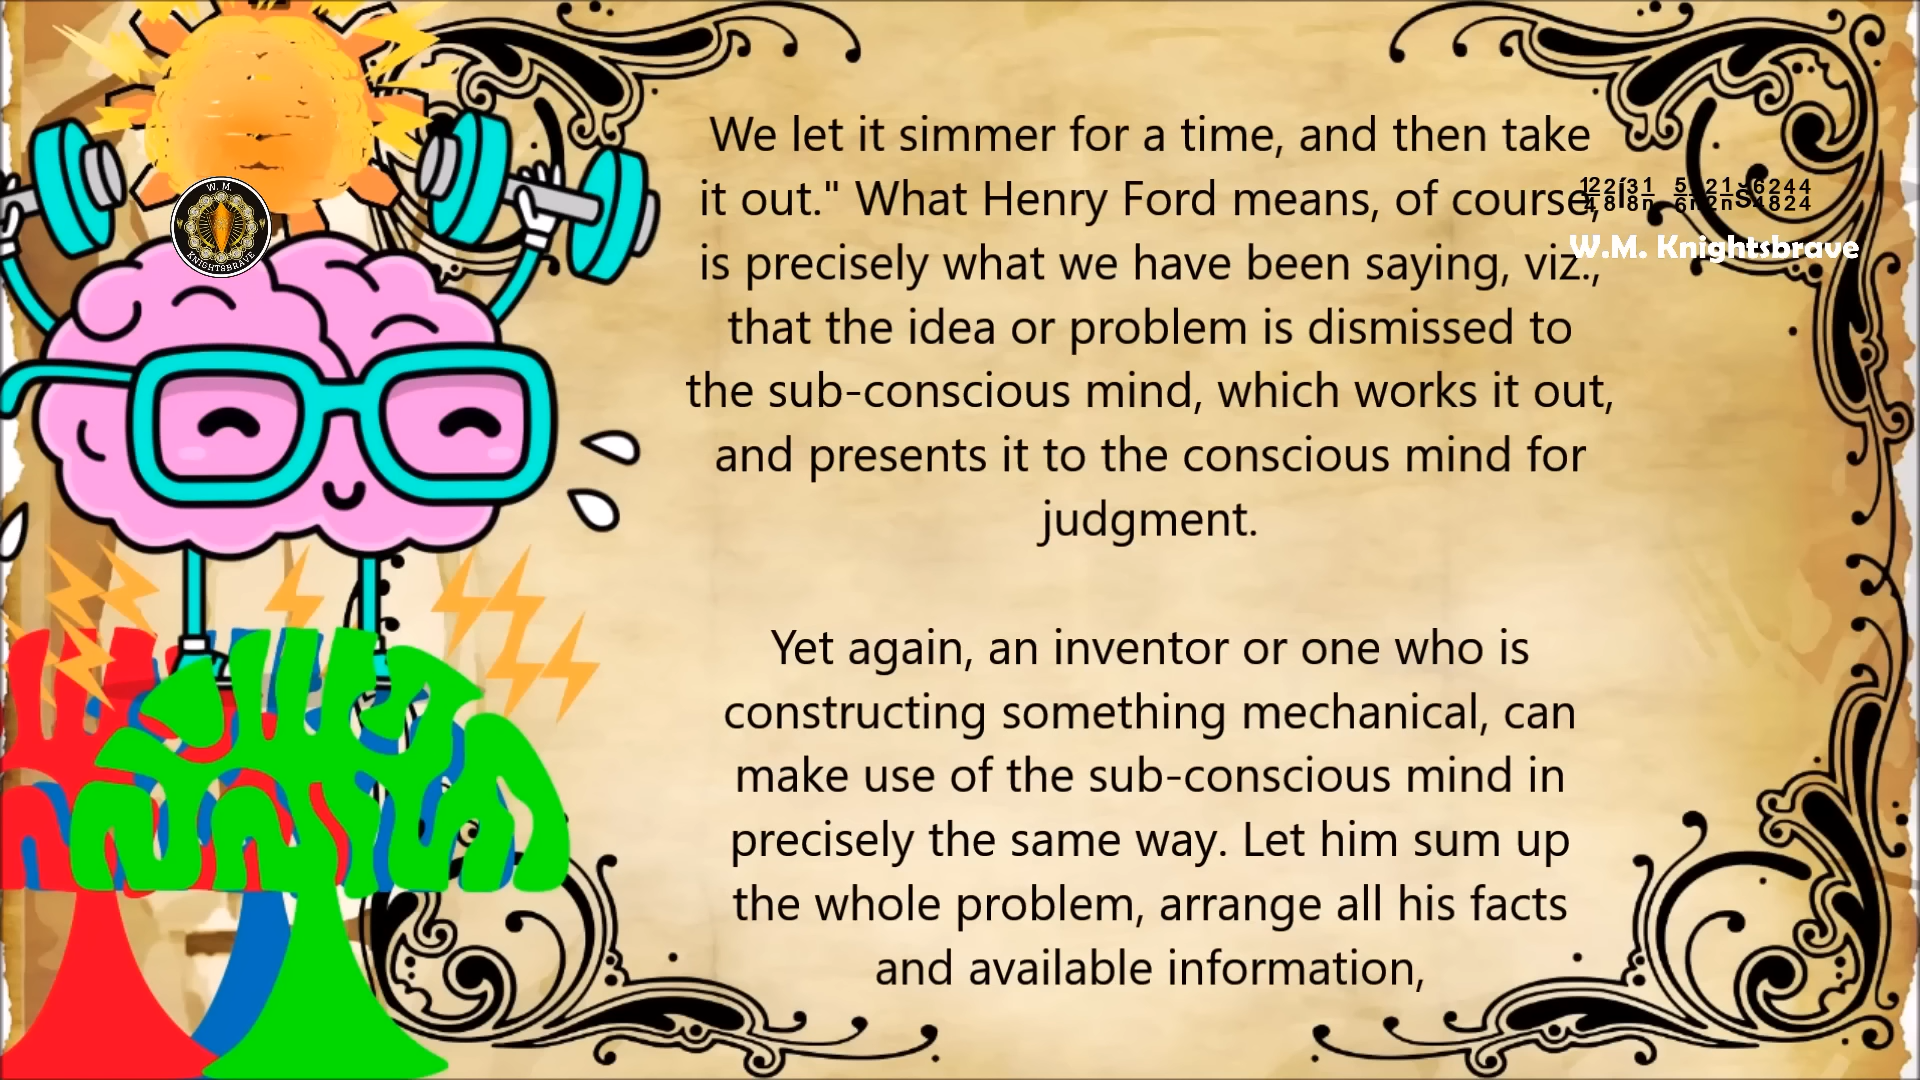 We let it simmer for a time, and then take
it out." What Henry Ford means, of course,
is precisely what we have been saying, viz.,
that the idea or problem is dismissed to
the sub-conscious mind, which works it out,
and presents it to the conscious mind for
judgment.
Yet again, an inventor or one who is
constructing something mechanical, can
make use of the sub-conscious mind in
precisely the same way. Let him sum up
the whole problem, arrange all his facts
and available information,
W.M. Knightsbrave
W. M.
KNIGHTSBRAVE